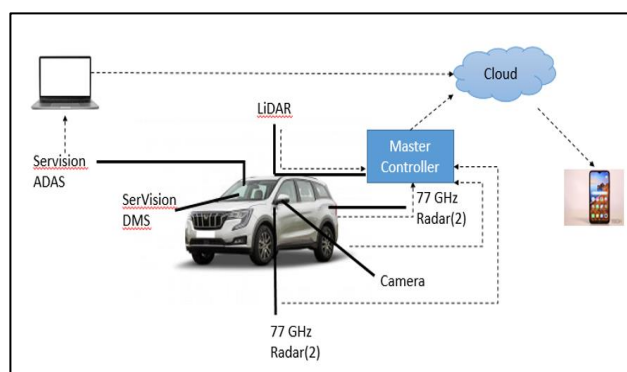 Cloud
LiDAR
Master
Controller
Servision
ADAS
SerVision
DMS
77 GHz
Radar(2)
Camera
77 GHz
Radar(2)